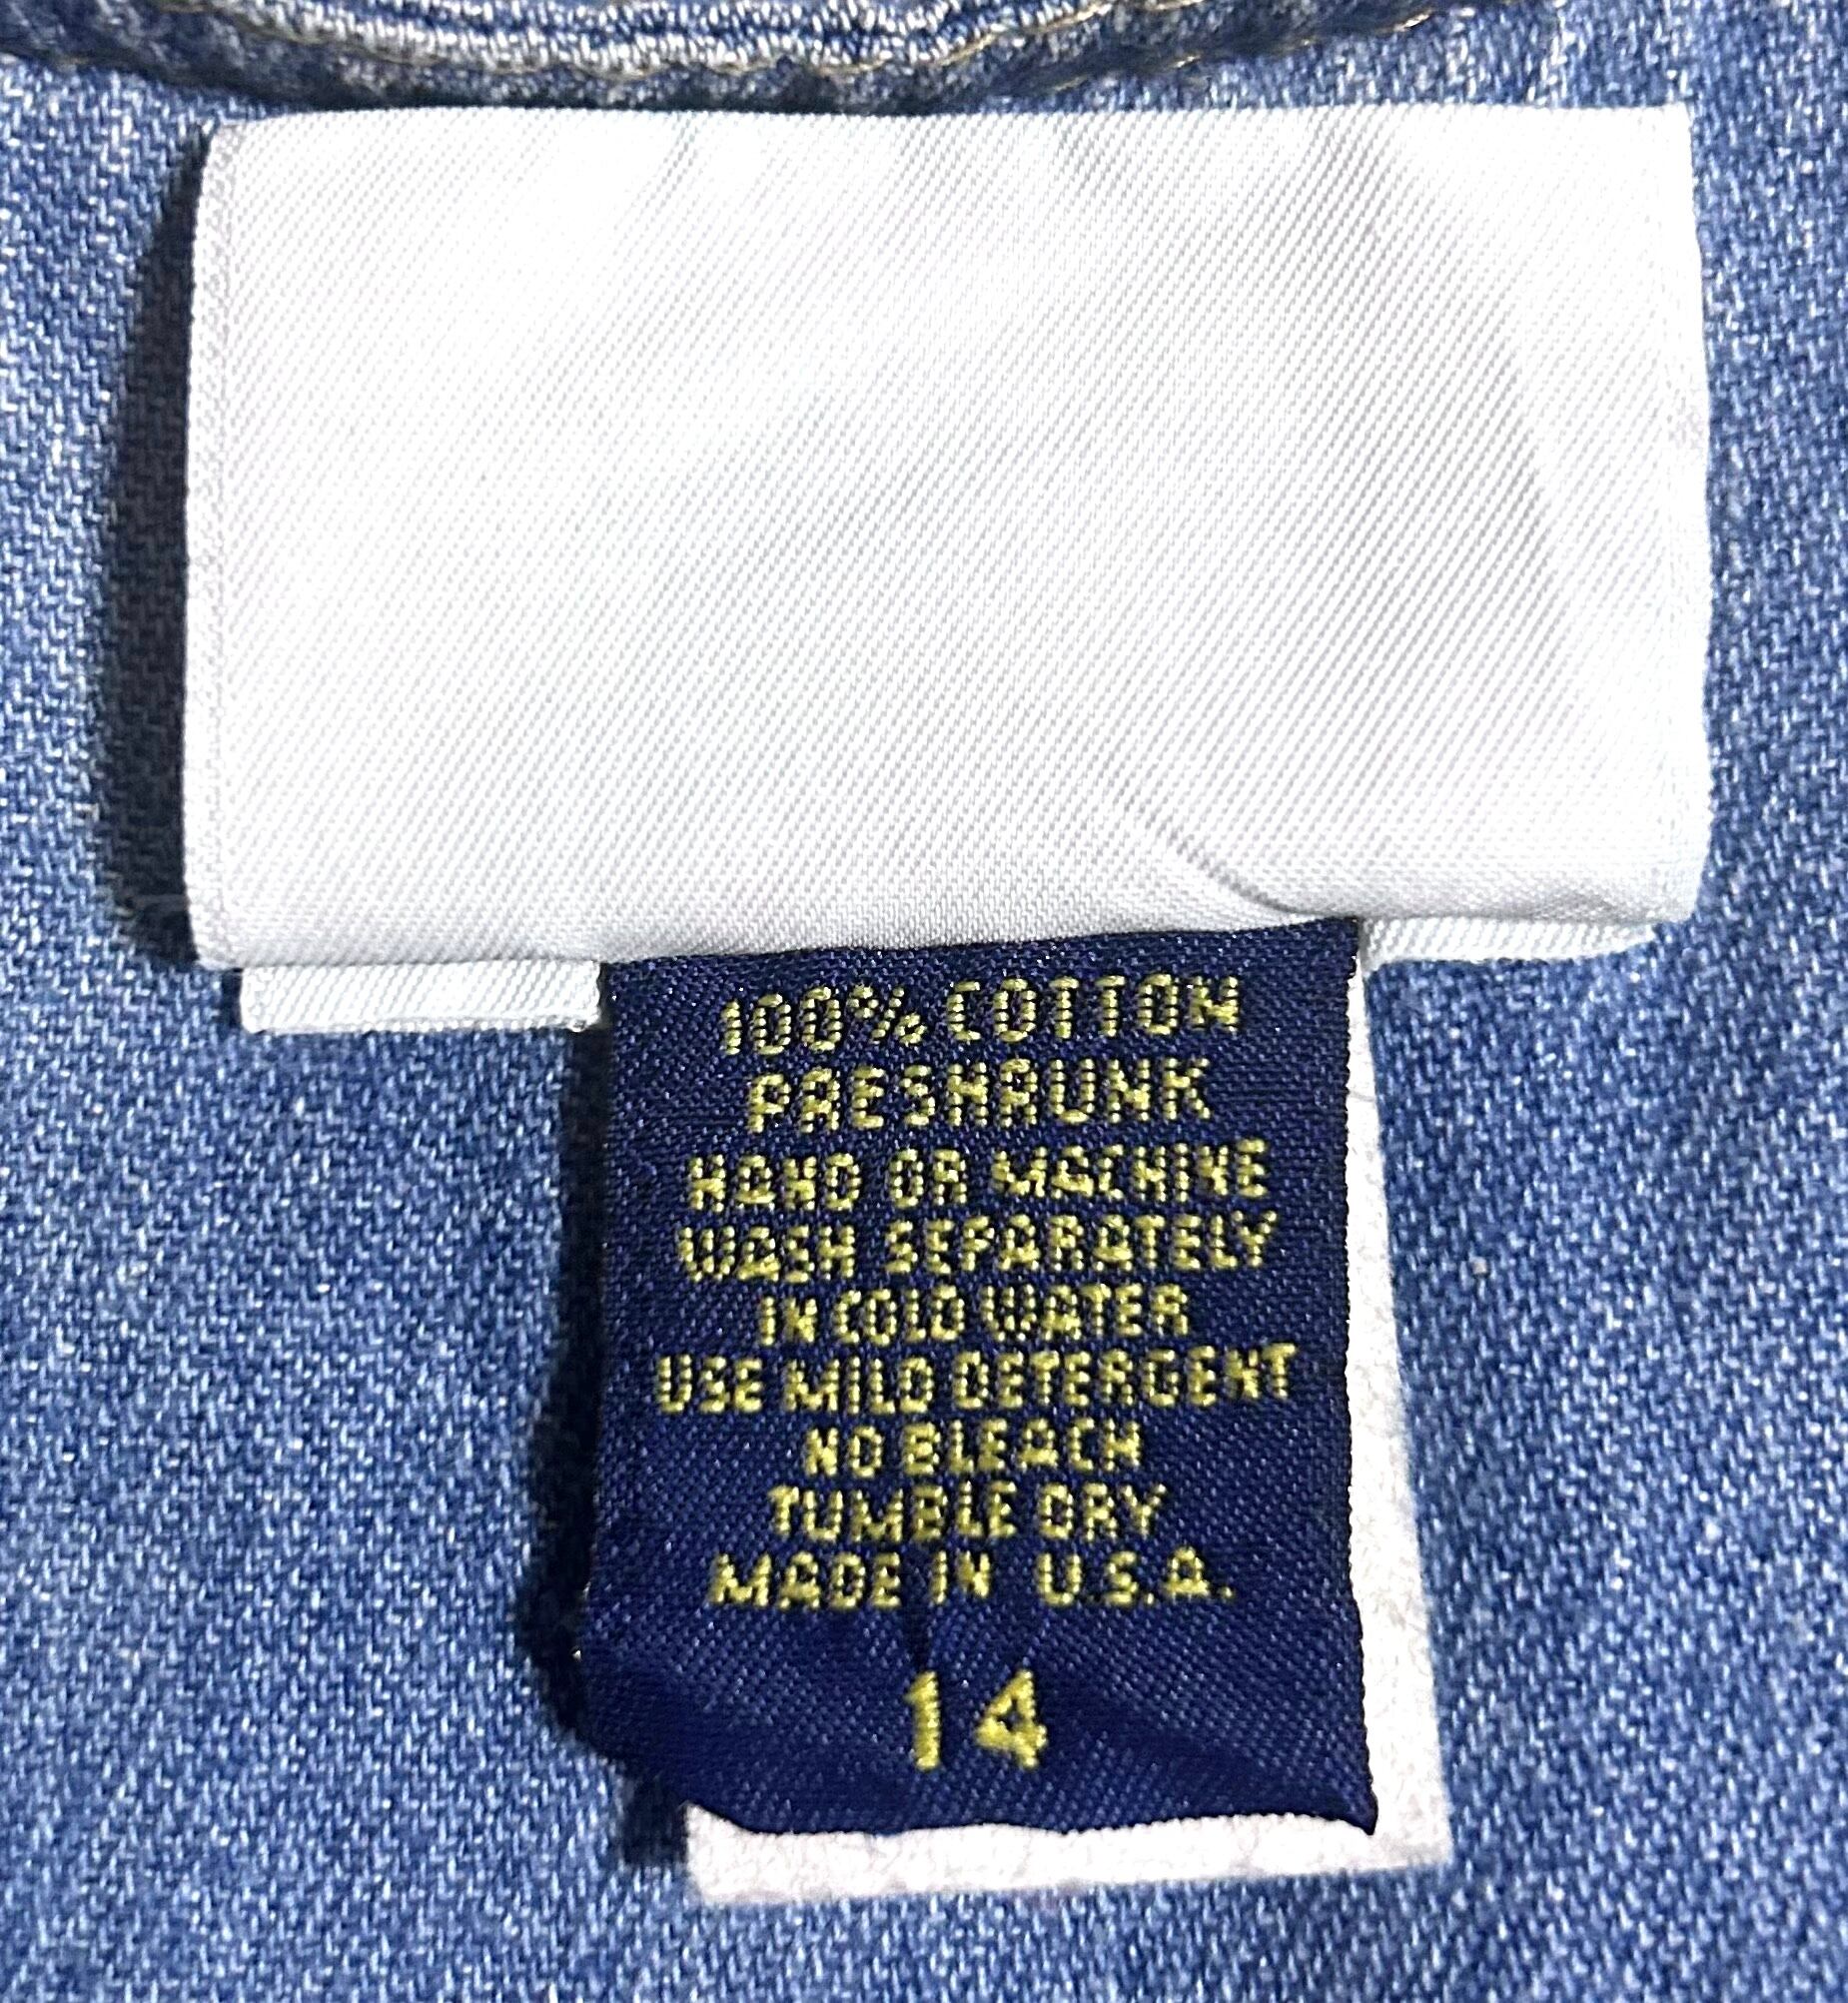 100% COTTON
PRESHRUNK
HAND OR MACHINE
WASH SEPARATELY
IN COLD WATER
USE MILD DETERGENT
NO BLEACH
TUMBLE DRY
MADE IN U.S.A.
14